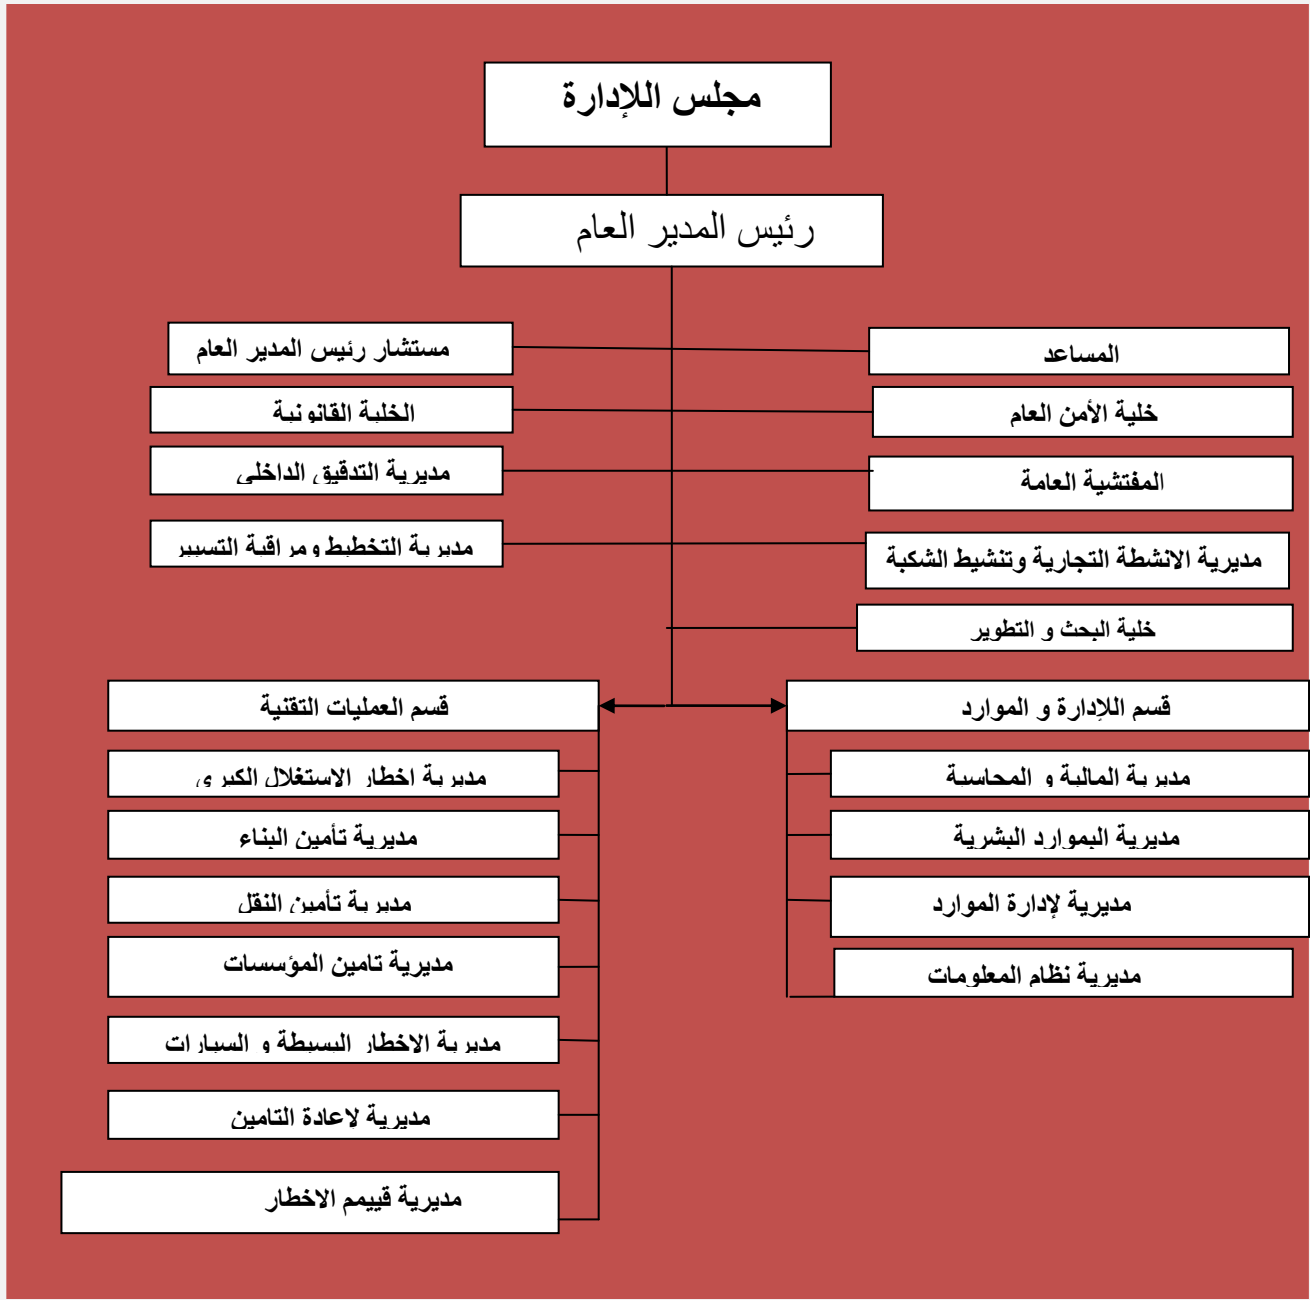 مجلس اللإدارة
رئيس المدير العام
المساعد
مستشار رئيس المدير العام
خلية الأمن العام
الخلية القانونية
المفتشية العامة
مديرية التدقيق الداخلي
مديرية الانشطة التجارية وتنشيط الشكبة
مديرية التخطيط ومراقبة التسيير
خلية البحث و التطوير
قسم اللإدارة و الموارد
مديرية المالية و المحاسبة
مديرية البموارد البشرية
مديرية لإدارة الموارد
مديرية نظام المعلومات
قسم العمليات التقنية
مديرية اخطار الاستغلال الكبرى
مديرية تأمين البناء
مديرية تأمين النقل
مديرية تامين المؤسسات
مديرية الاخطار البسيطة و السيارات
مديرية لاعادة التامين
مديرية قييمم الاخطار